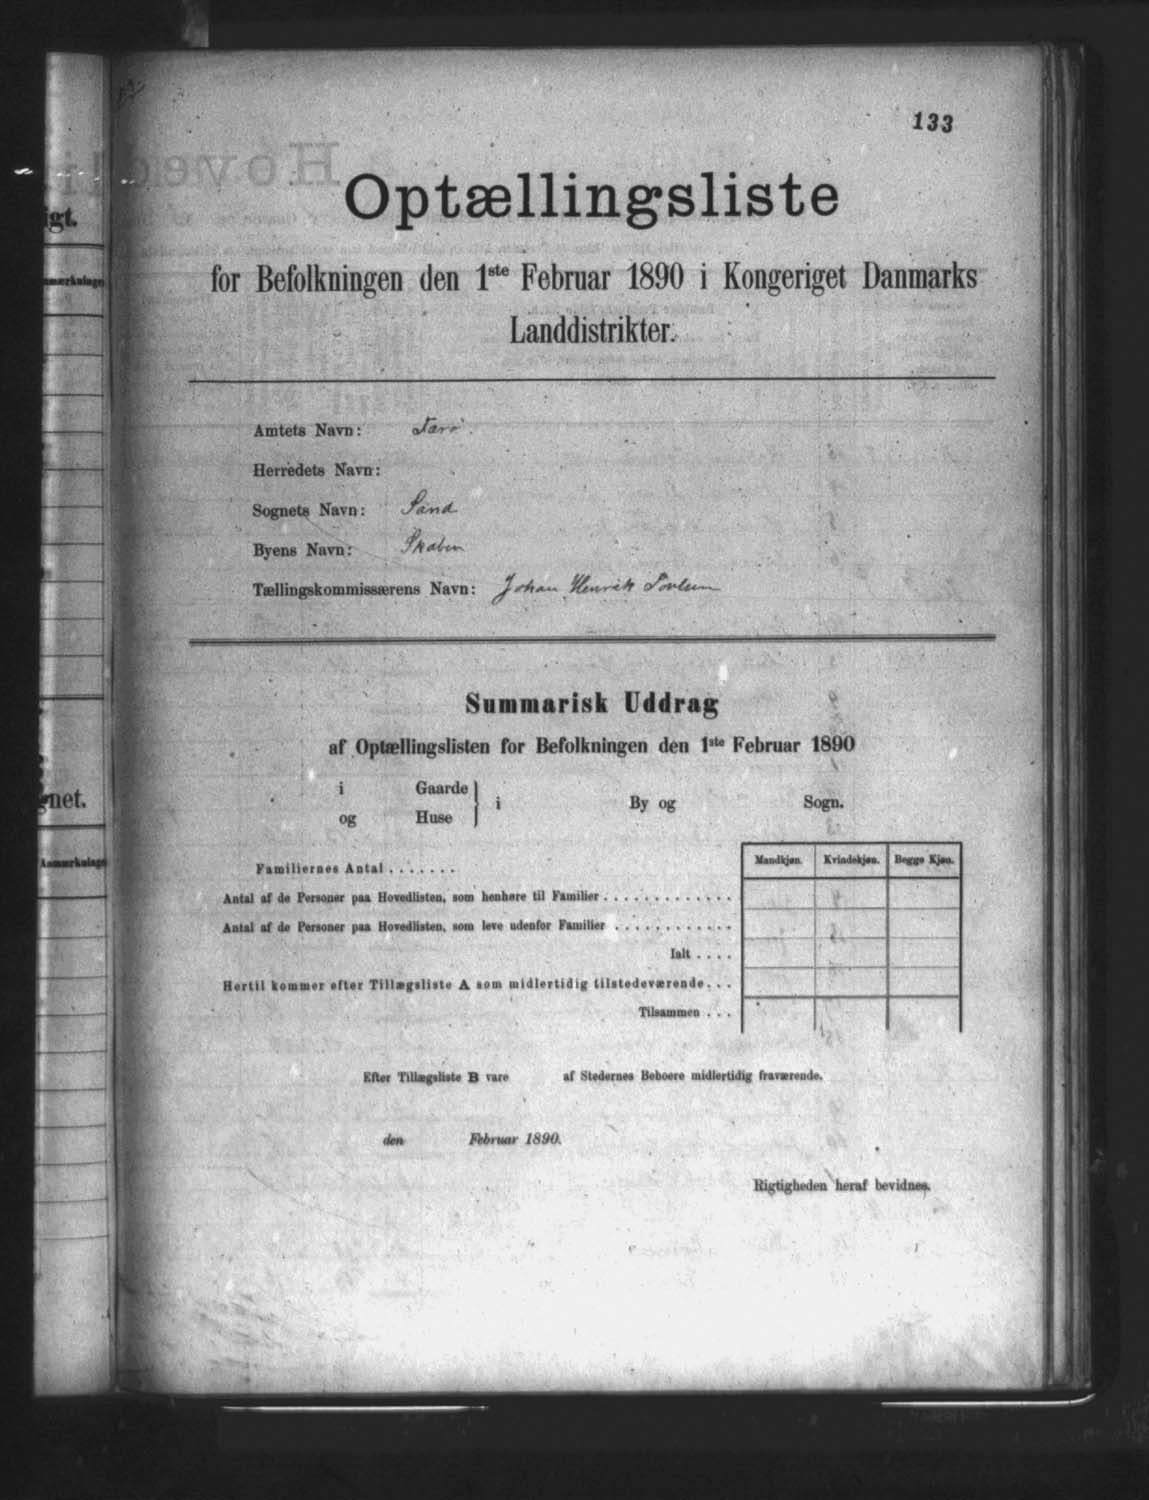 133
Optællingsliste
for Befolkningen den 1ste Februar 1890 i Kongeriget Danmarks
Landdistrikter.
Amtets Navn: Færø.
Herredets Navn:
Sognets Navn: Sand
Byens Navn: Skaben
Tællingskommissærens Navn: Johan Henrik
Summarisk Uddrag
af Optællingslisten for Befolkningen den 1ste Februar 1890
i Gaarde
og Huse } i By og Sogn.
Mandkjøn. Kvindekjøn. Begge Kjøn.
Familiernes Antal . . . . . . .
Antal af de Personer paa Hovedlisten, som henhøre til Familier . . . . . . . . . . . . .
Antal af de Personer paa Hovedlisten, som leve udenfor Familier . . . . . . . . . . . .
Ialt . . . .
Hertil kommer efter Tillægsliste A som midlertidig tilstedeværende . . .
Tilsammen . . .
Efter Tillægsliste B vare af Stedernes Beboere midlertidig fraværende.
den Februar 1890.
Rigtigheden heraf bevidnes.
igt.
gnet.
Anmærkninger